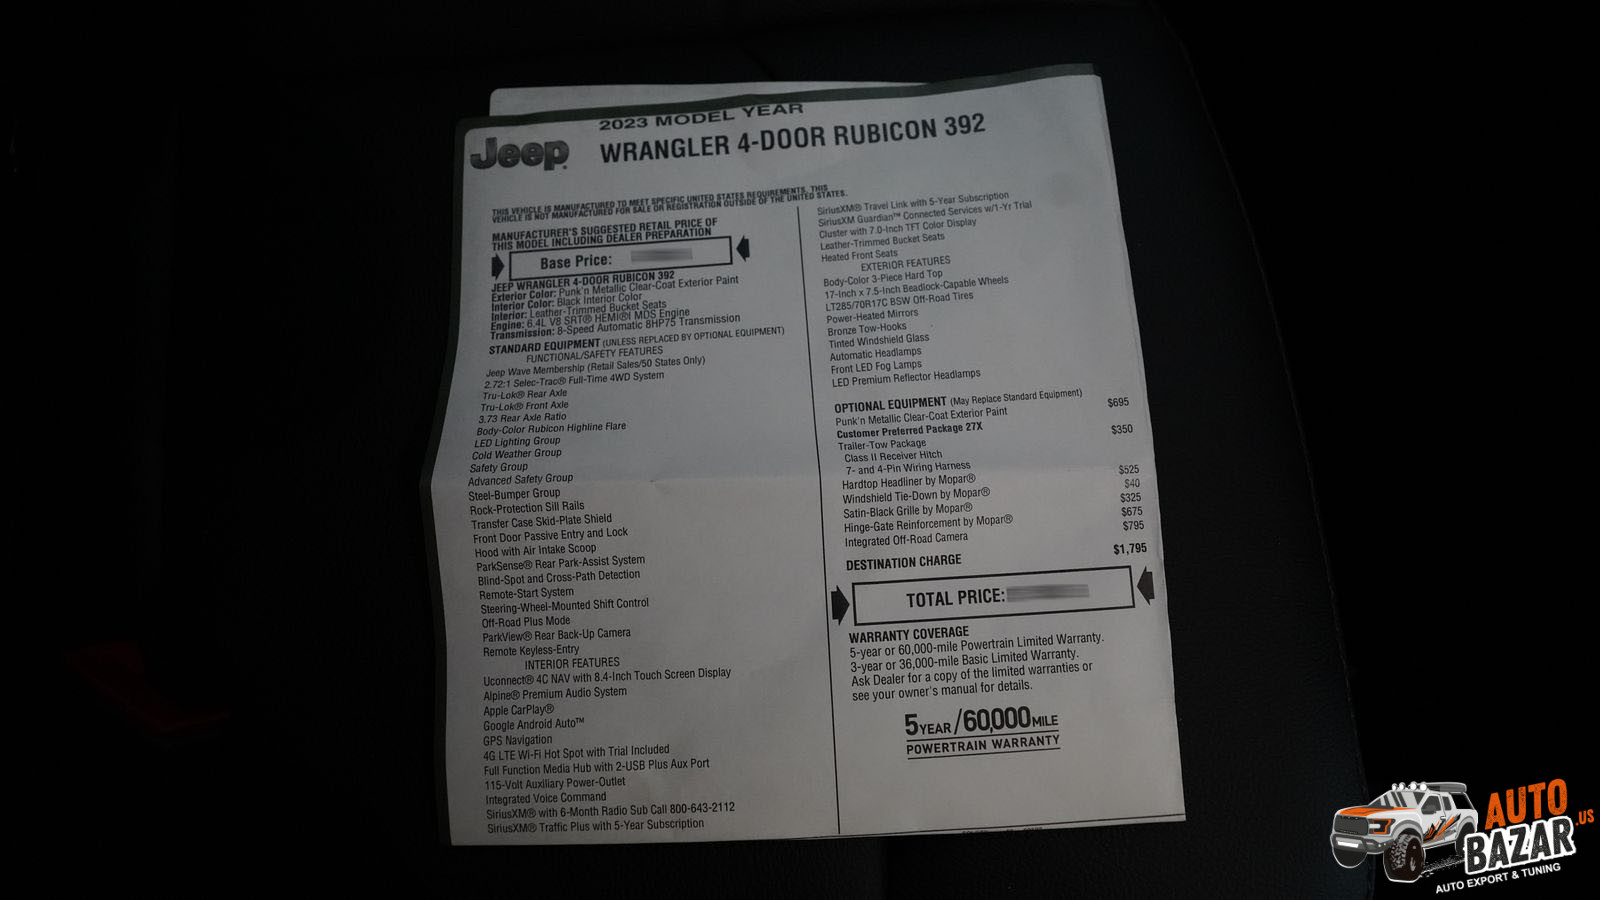 2023 MODEL YEAR
Jeep
WRANGLER 4-DOOR RUBICON 392
THIS VEHICLE IS MANUFACTURED TO MEET SPECIFIC UNITED STATES REQUIREMENTS. THIS
VEHICLE IS NOT MANUFACTURED FOR SALE OR REGISTRATION OUTSIDE OF THE UNITED STATES.
MANUFACTURER'S SUGGESTED RETAIL PRICE OF
THIS MODEL INCLUDING DEALER PREPARATION
Base Price:
JEEP WRANGLER 4-DOOR RUBICON 392
Exterior Color: Punk'n Metallic Clear-Coat Exterior Paint
Interior Color: Black Interior Color
Interior: Leather-Trimmed Bucket Seats
Engine: 6.4L V8 SRT® HEMI®I MDS Engine
Transmission: 8-Speed Automatic 8HP75 Transmission
STANDARD EQUIPMENT (UNLESS REPLACED BY OPTIONAL EQUIPMENT)
FUNCTIONAL/SAFETY FEATURES
Jeep Wave Membership (Retail Sales/50 States Only)
2.72:1 Selec-Trac® Full-Time 4WD System
Tru-Lok® Rear Axle
Tru-Lok® Front Axle
3.73 Rear Axle Ratio
Body-Color Rubicon Highline Flare
LED Lighting Group
Cold Weather Group
Safety Group
Advanced Safety Group
Steel-Bumper Group
Rock-Protection Sill Rails
Transfer Case Skid-Plate Shield
Front Door Passive Entry and Lock
Hood with Air Intake Scoop
ParkSense® Rear Park-Assist System
Blind-Spot and Cross-Path Detection
Remote-Start System
Steering-Wheel-Mounted Shift Control
Off-Road Plus Mode
ParkView® Rear Back-Up Camera
Remote Keyless-Entry
INTERIOR FEATURES
Uconnect® 4C NAV with 8.4-Inch Touch Screen Display
Alpine® Premium Audio System
Apple CarPlay®
Google Android Auto™
GPS Navigation
4G LTE Wi-Fi Hot Spot with Trial Included
Full Function Media Hub with 2-USB Plus Aux Port
115-Volt Auxiliary Power-Outlet
Integrated Voice Command
SiriusXM® with 6-Month Radio Sub Call 800-643-2112
SiriusXM® Traffic Plus with 5-Year Subscription
SiriusXM® Travel Link with 5-Year Subscription
SiriusXM Guardian™ Connected Services w/1-Yr Trial
Cluster with 7.0-Inch TFT Color Display
Leather-Trimmed Bucket Seats
Heated Front Seats
EXTERIOR FEATURES
Body-Color 3-Piece Hard Top
17-Inch x 7.5-Inch Beadlock-Capable Wheels
LT285/70R17C BSW Off-Road Tires
Power-Heated Mirrors
Bronze Tow-Hooks
Tinted Windshield Glass
Automatic Headlamps
Front LED Fog Lamps
LED Premium Reflector Headlamps
OPTIONAL EQUIPMENT (May Replace Standard Equipment)
Punk'n Metallic Clear-Coat Exterior Paint $695
Customer Preferred Package 27X
Trailer-Tow Package $350
Class II Receiver Hitch
7- and 4-Pin Wiring Harness
Hardtop Headliner by Mopar® $525
Windshield Tie-Down by Mopar® $40
Satin-Black Grille by Mopar® $325
Hinge-Gate Reinforcement by Mopar® $675
Integrated Off-Road Camera $795
DESTINATION CHARGE $1,795
TOTAL PRICE:
WARRANTY COVERAGE
5-year or 60,000-mile Powertrain Limited Warranty.
3-year or 36,000-mile Basic Limited Warranty.
Ask Dealer for a copy of the limited warranties or
see your owner's manual for details.
5 YEAR/60,000 MILE
POWERTRAIN WARRANTY
AUTO
BAZAR.US
AUTO EXPORT & TUNING